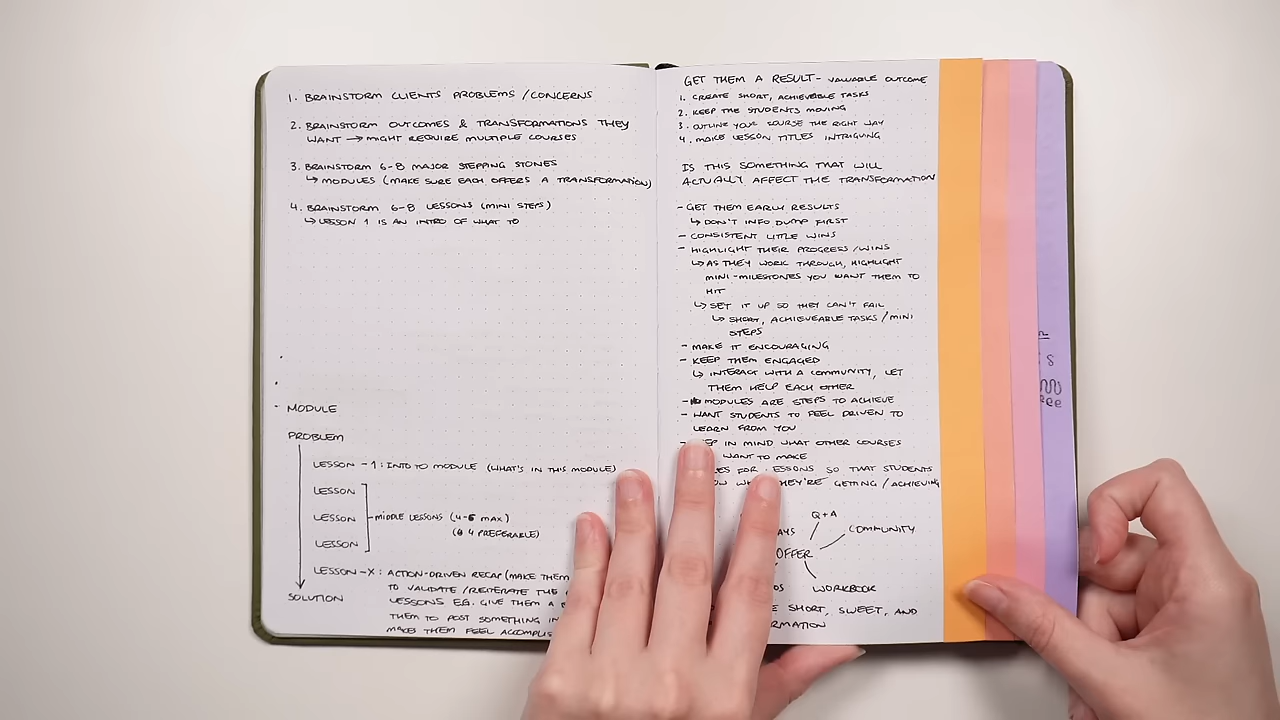 1. BRAINSTORM CLIENTS PROBLEMS / CONCERNS
2. BRAINSTORM OUTCOMES & TRANSFORMATIONS THEY
WANT → MIGHT REQUIRE MULTIPLE COURSES
3. BRAINSTORM 6-8 MAJOR STEPPING STONES
↳ MODULES (MAKE SURE EACH OFFERS A TRANSFORMATION)
4. BRAINSTORM 6-8 LESSONS (MINI STEPS)
↳ LESSON 1 IS AN INTRO OF WHAT TO
MODULE
PROBLEM
LESSON - 1 : INTO TO MODULE (WHAT'S IN THIS MODULE)
LESSON
LESSON
MIDDLE LESSONS (4-6 MAX)
4 PREFERABLE)
LESSON
LESSON - X : ACTION-DRIVEN RECAP (MAKE THEM
TO VALIDATE / REITERATE THE
SOLUTION
LESSONS EG. GIVE THEM A
THEM TO POST SOMETHING IN
MAKES THEM FEEL
GET THEM A RESULT - VALUABLE OUTCOME
1. CREATE SHORT, ACHIEVEABLE TASKS
2. KEEP THE STUDENTS MOVING
3. OUTLINE YOUR COURSE THE RIGHT WAY
4. MAKE LESSON TITLES INTRIGUING
IS THIS SOMETHING THAT WILL
ACTUALLY AFFECT THE TRANSFORMATION
- GET THEM EARLY RESULTS
↳ DON'T INFO DUMP FIRST
- CONSISTENT LITTLE WINS
- HIGHLIGHT THEIR PROGRESS / WINS
↳ AS THEY WORK THROUGH, HIGHLIGHT
MINI-MILESTONES YOU WANT THEM TO
HIT
↳ SET IT UP SO THEY CAN'T FAIL
↳ SHORT, ACHIEVEABLE TASKS / MINI
STEPS
- MAKE IT ENCOURAGING
- KEEP THEM ENGAGED
↳ INTERACT WITH A COMMUNITY, LET
THEM HELP EACH OTHER
- MODULES ARE STEPS TO ACHIEVE
- WANT STUDENTS TO FEEL DRIVEN TO
LEARN FROM YOU
IN MIND WHAT OTHER COURSES
WANT TO MAKE
FOR LESSONS SO THAT STUDENTS
THEY'RE GETTING / ACHIEVING
Q + A
COMMUNITY
OFFER
WORKBOOK
SHORT, SWEET, AND